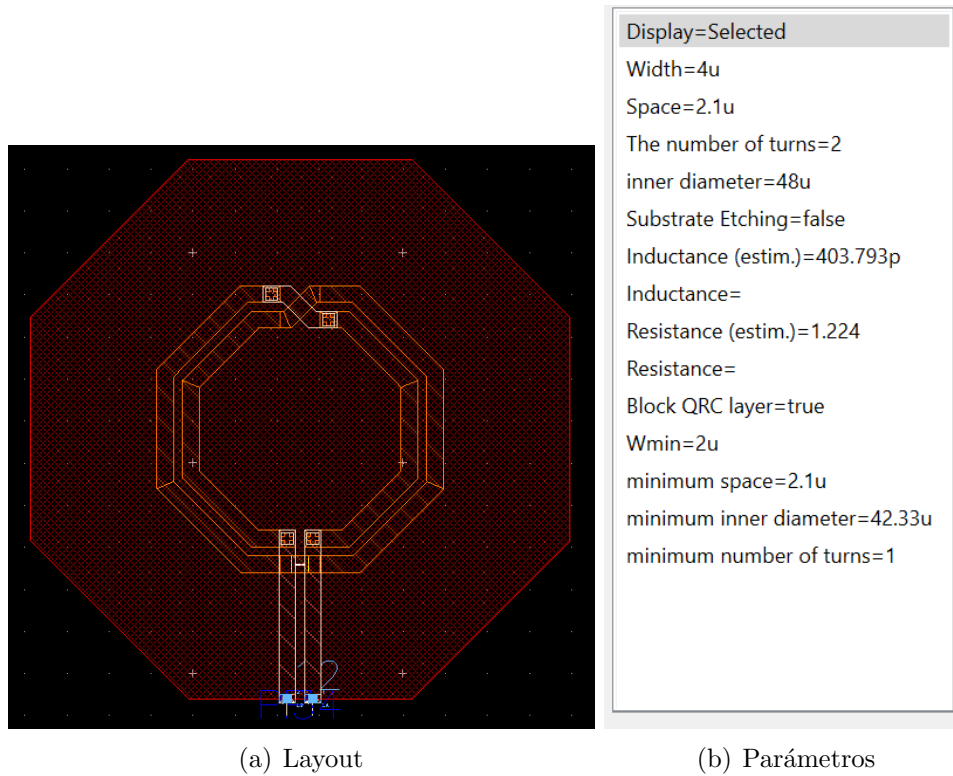 Display=Selected
Width=4u
Space=2.1u
The number of turns=2
inner diameter=48u
Substrate Etching=false
Inductance (estim.)=403.793p
Inductance=
Resistance (estim.)=1.224
Resistance=
Block QRC layer=true
Wmin=2u
minimum space=2.1u
minimum inner diameter=42.33u
minimum number of turns=1
(a) Layout
(b) Parámetros